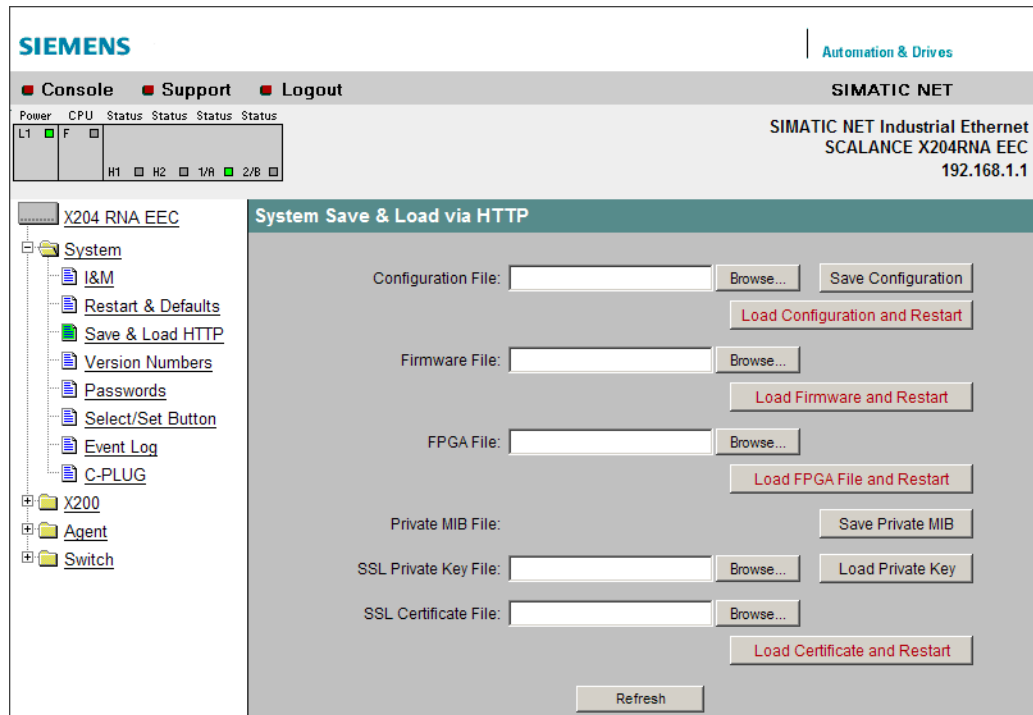 SIEMENS
Automation & Drives
Console Support Logout SIMATIC NET
Power CPU Status Status Status Status
L1 F
H1 H2 1/A 2/B
SIMATIC NET Industrial Ethernet
SCALANCE X204RNA EEC
192.168.1.1
X204 RNA EEC
System
I&M
Restart & Defaults
Save & Load HTTP
Version Numbers
Passwords
Select/Set Button
Event Log
C-PLUG
X200
Agent
Switch
System Save & Load via HTTP
Configuration File: Browse... Save Configuration
Load Configuration and Restart
Firmware File: Browse...
Load Firmware and Restart
FPGA File: Browse...
Load FPGA File and Restart
Private MIB File: Save Private MIB
SSL Private Key File: Browse... Load Private Key
SSL Certificate File: Browse...
Load Certificate and Restart
Refresh